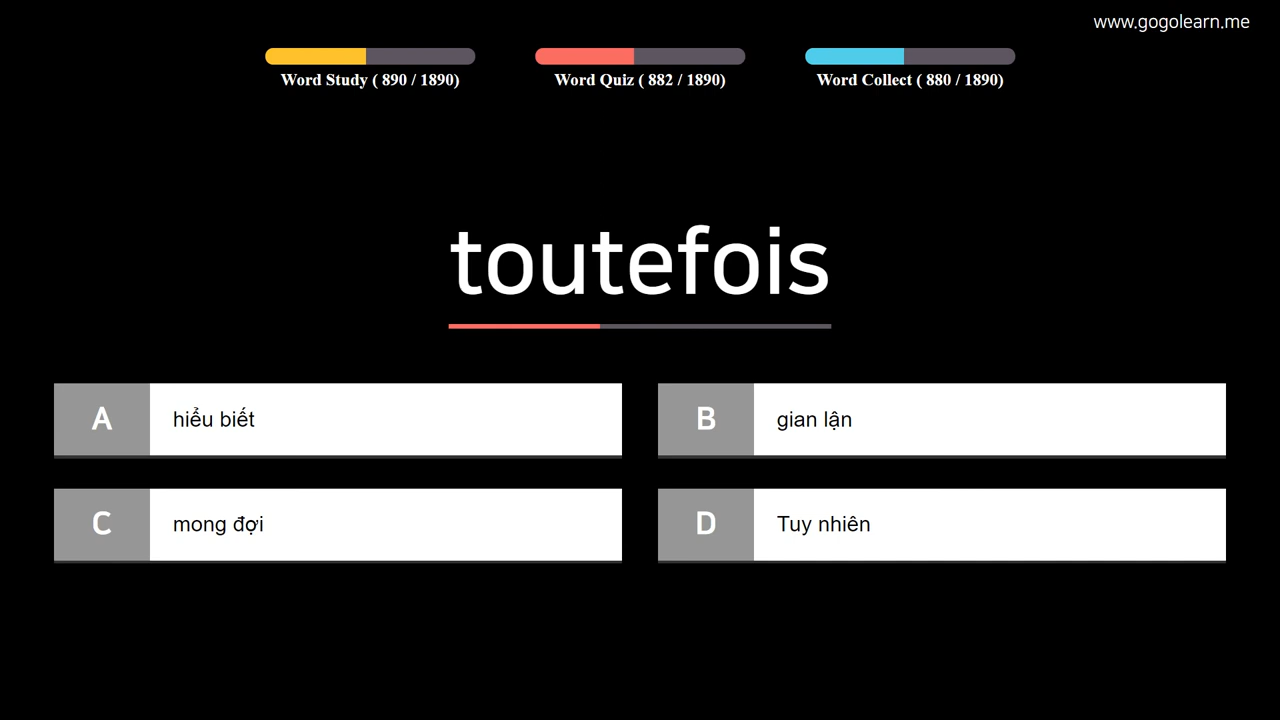 www.gogolearn.me
Word Study ( 890 / 1890)
Word Quiz ( 882 / 1890)
Word Collect ( 880 / 1890)
toutefois
A hiểu biết
B gian lận
C mong đợi
D Tuy nhiên